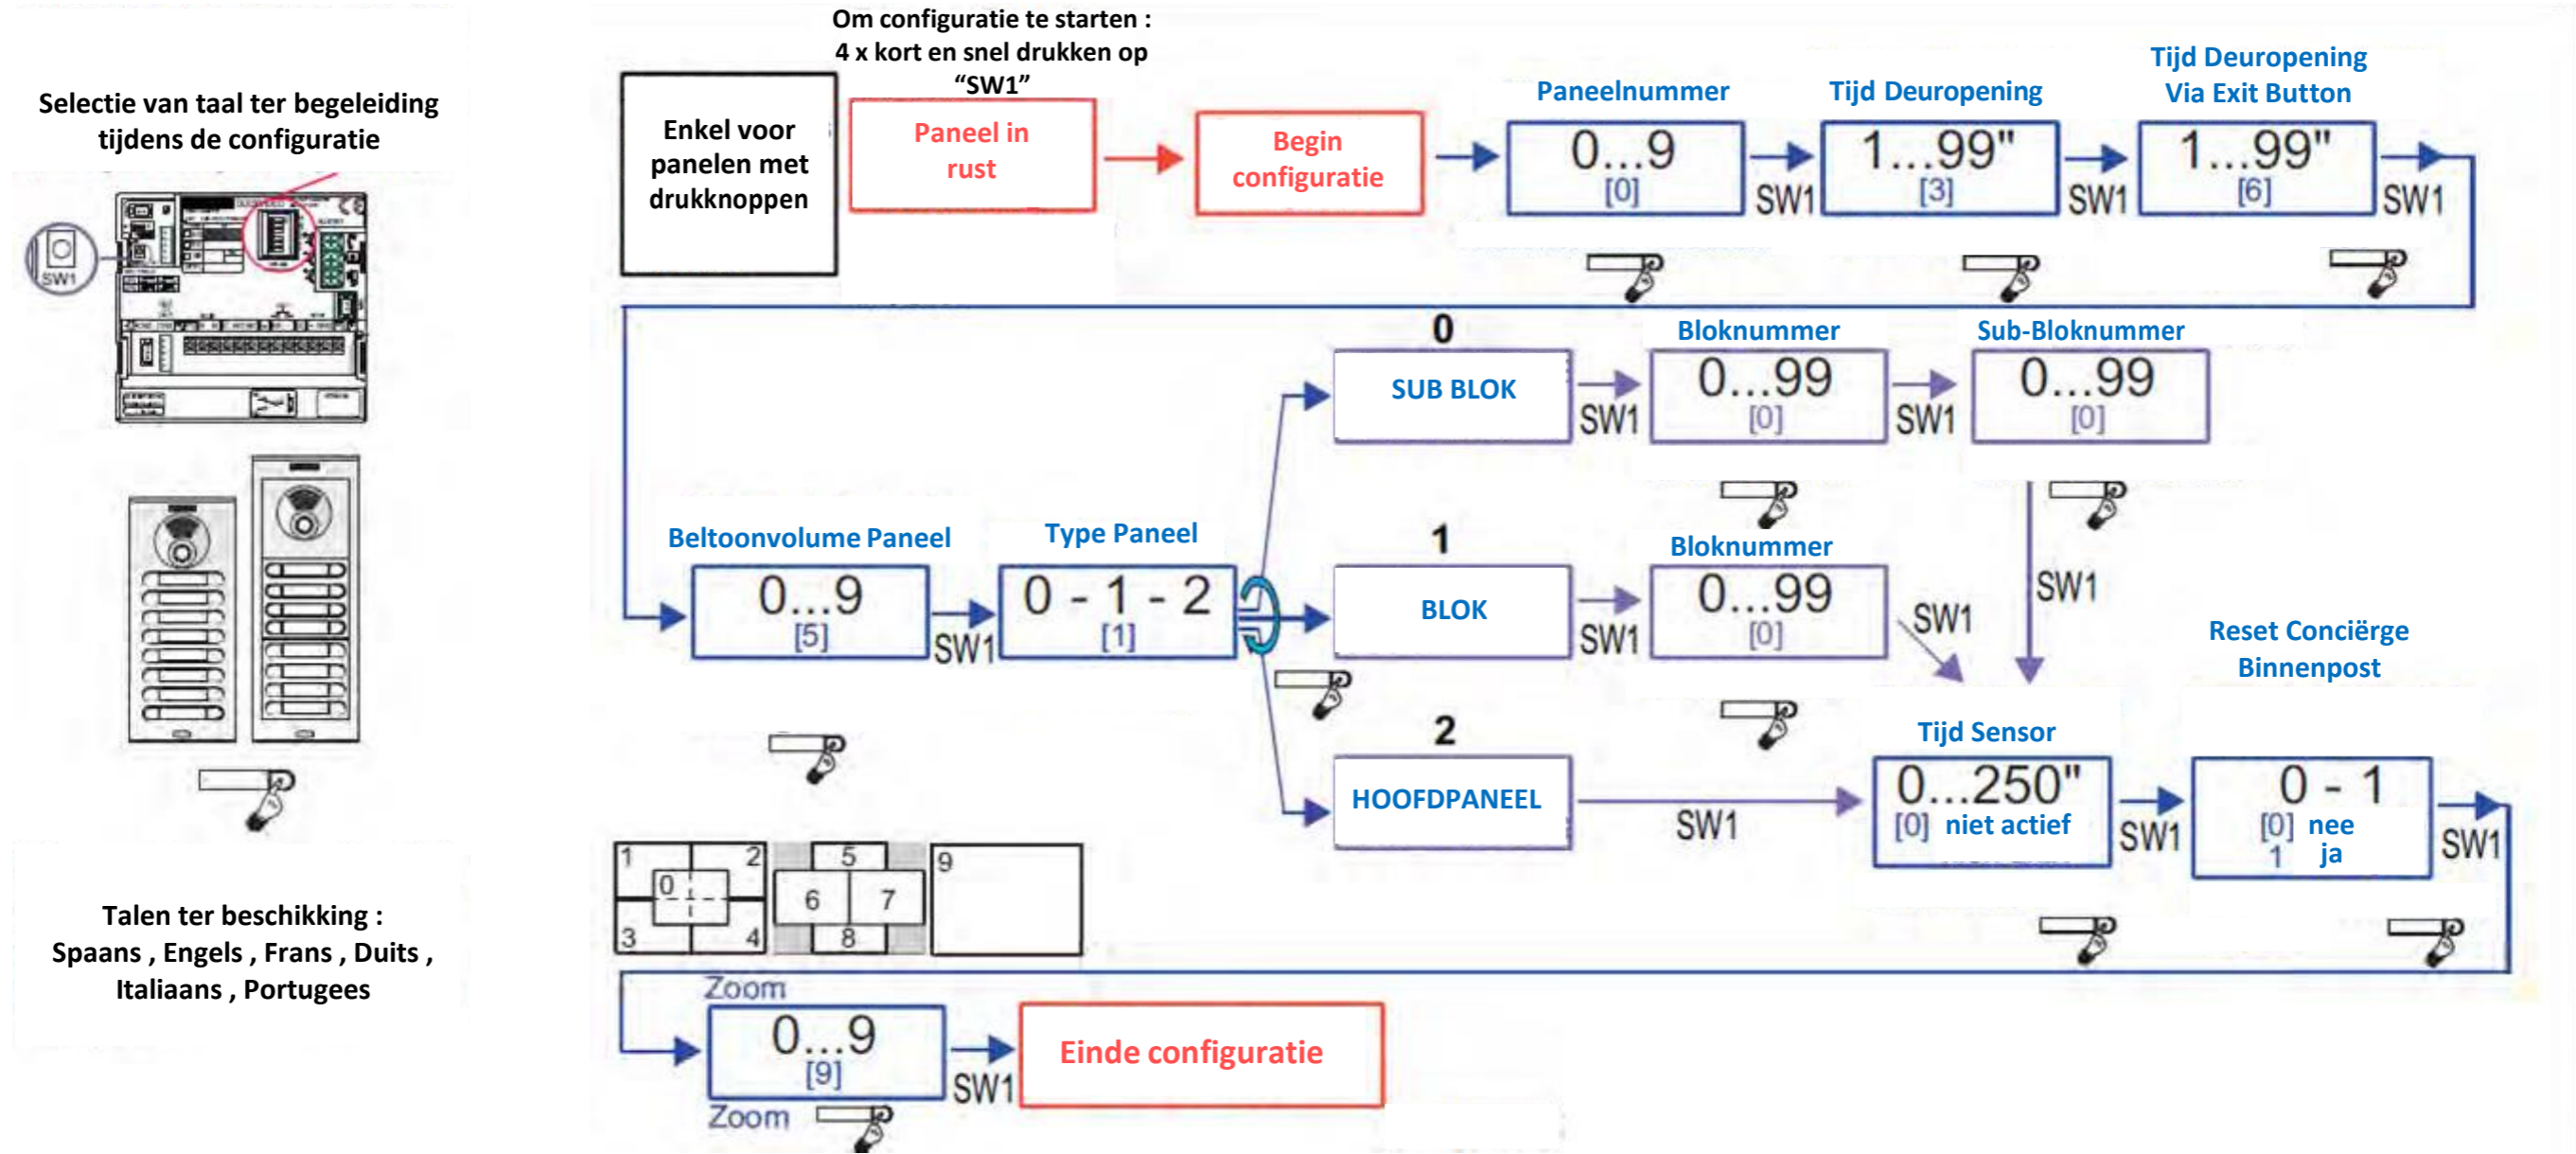 Om configuratie te starten :
4 x kort en snel drukken op
“SW1”
Selectie van taal ter begeleiding
tijdens de configuratie
SW1
Enkel voor
panelen met
drukknoppen
Paneel in
rust
Begin
configuratie
Paneelnummer
0...9
[0]
SW1
Tijd Deuropening
1...99"
[3]
SW1
Tijd Deuropening
Via Exit Button
1...99"
[6]
SW1
0
SUB BLOK
SW1
Bloknummer
0...99
[0]
SW1
Sub-Bloknummer
0...99
[0]
SW1
Beltoonvolume Paneel
0...9
[5]
SW1
Type Paneel
0 - 1 - 2
[1]
1
BLOK
SW1
Bloknummer
0...99
[0]
SW1
2
HOOFDPANEEL
SW1
Tijd Sensor
0...250"
[0] niet actief
SW1
Reset Conciërge
Binnenpost
0 - 1
[0] nee
1 ja
SW1
Talen ter beschikking :
Spaans , Engels , Frans , Duits ,
Italiaans , Portugees
1
2
0
3
4
5
6
7
8
9
Zoom
0...9
[9]
Zoom
SW1
Einde configuratie